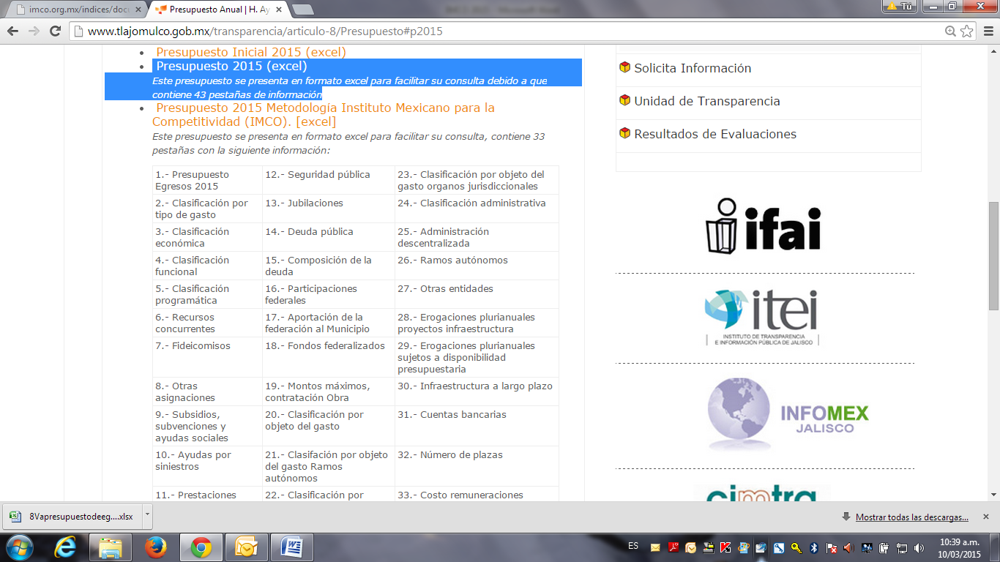 imco.org.mx/indices/docu
Presupuesto Anual | H. Ay
Tú
www.tlajomulco.gob.mx/transparencia/articulo-8/Presupuesto#p2015
Presupuesto Inicial 2015 (excel)
Presupuesto 2015 (excel)
Este presupuesto se presenta en formato excel para facilitar su consulta debido a que
contiene 43 pestañas de información
Presupuesto 2015 Metodología Instituto Mexicano para la
Competitividad (IMCO). [excel]
Este presupuesto se presenta en formato excel para facilitar su consulta, contiene 33
pestañas con la siguiente información:
1.- Presupuesto
Egresos 2015
12.- Seguridad pública
23.- Clasificación por objeto del
gasto organos jurisdiccionales
2.- Clasificación por
tipo de gasto
13.- Jubilaciones
24.- Clasificación administrativa
3.- Clasificación
económica
14.- Deuda pública
25.- Administración
descentralizada
4.- Clasificación
funcional
15.- Composición de la
deuda
26.- Ramos autónomos
5.- Clasificación
programática
16.- Participaciones
federales
27.- Otras entidades
6.- Recursos
concurrentes
17.- Aportación de la
federación al Municipio
28.- Erogaciones plurianuales
proyectos infraestructura
7.- Fideicomisos
18.- Fondos federalizados
29.- Erogaciones plurianuales
sujetos a disponibilidad
presupuestaria
8.- Otras
asignaciones
19.- Montos máximos,
contratación Obra
30.- Infraestructura a largo plazo
9.- Subsidios,
subvenciones y
ayudas sociales
20.- Clasificación por
objeto del gasto
31.- Cuentas bancarias
10.- Ayudas por
siniestros
21.- Clasifación por objeto
del gasto Ramos
autónomos
32.- Número de plazas
11.- Prestaciones
22.- Clasificación por
33.- Costo remuneraciones
Solicita Información
Unidad de Transparencia
Resultados de Evaluaciones
ifai
itei
INSTITUTO DE TRANSPARENCIA
E INFORMACIÓN PÚBLICA DE JALISCO
INFOMEX
JALISCO
cimtra
8Vapresupuestodeeg....xlsx
Mostrar todas las descargas...
ES
10:39 a.m.
10/03/2015